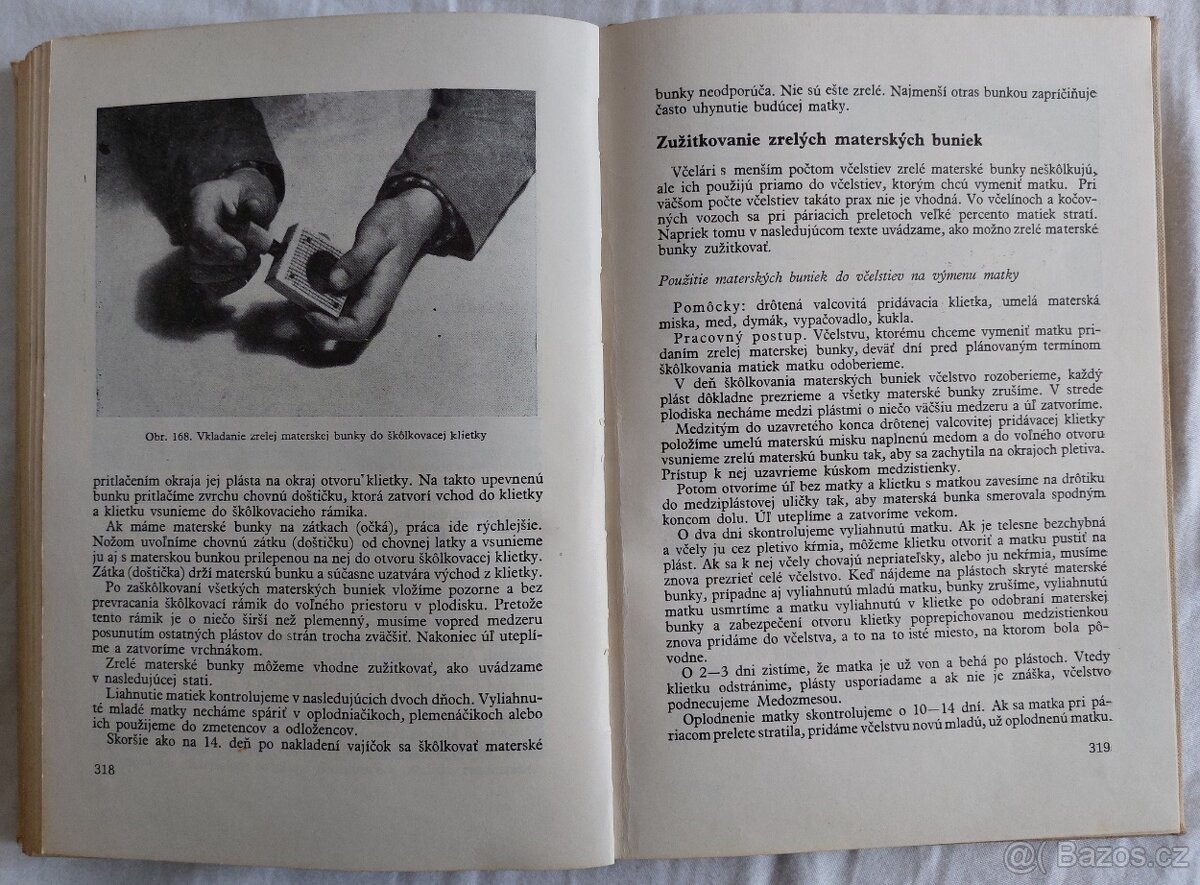 Obr. 168. Vkladanie zrelej materskej bunky do škôlkovacej klietky
pritlačením okraja jej plásta na okraj otvoru klietky. Na takto upevnenú
bunku pritlačíme zvrchu chovnú doštičku, ktorá zatvorí vchod do klietky
a klietku vsunieme do škôlkovacieho rámika.
Ak máme materské bunky na zátkach (očká), práca ide rýchlejšie.
Nožom uvoľníme chovnú zátku (doštičku) od chovnej latky a vsunieme
ju aj s materskou bunkou prilepenou na nej do otvoru škôlkovacej klietky.
Zátka (doštička) drží materskú bunku a súčasne uzatvára východ z klietky.
Po zaškôlkovaní všetkých materských buniek vložíme pozorne a bez
prevracania škôlkovací rámik do voľného priestoru v plodisku. Pretože
tento rámik je o niečo širší než plemenný, musíme vopred medzeru
posunutím ostatných plástov do strán trocha zväčšiť. Nakoniec úľ uteplí-
me a zatvoríme vrchnákom.
Zrelé materské bunky môžeme vhodne zužitkovať, ako uvádzame
v nasledujúcej stati.
Liahnutie matiek kontrolujeme v nasledujúcich dvoch dňoch. Vyliahnu-
té mladé matky necháme spáriť v oplodniačikoch, plemenáčikoch alebo
ich použijeme do zmetencov a odložencov.
Skoršie ako na 14. deň po nakladení vajíčok sa škôlkovať materské
318
bunky neodporúča. Nie sú ešte zrelé. Najmenší otras bunkou zapríčiňuje
často uhynutie budúcej matky.
Zužitkovanie zrelých materských buniek
Včelári s menším počtom včelstiev zrelé materské bunky neškôlkujú,
ale ich použijú priamo do včelstiev, ktorým chcú vymeniť matku. Pri
väčšom počte včelstiev takáto prax nie je vhodná. Vo včelínoch a kočov-
ných vozoch sa pri páriacich preletoch veľké percento matiek stratí.
Napriek tomu v nasledujúcom texte uvádzame, ako možno zrelé materské
bunky zužitkovať.
Použitie materských buniek do včelstiev na výmenu matky
Pomôcky: drôtená valcovitá pridávacia klietka, umelá materská
miska, med, dymák, vypačovadlo, kukla.
Pracovný postup. Včelstvu, ktorému chceme vymeniť matku pri-
daním zrelej materskej bunky, deväť dní pred plánovaným termínom
škôlkovania matiek matku odoberieme.
V deň škôlkovania materských buniek včelstvo rozoberieme, každý
plást dôkladne prezrieme a všetky materské bunky zrušíme. V strede
plodiska necháme medzi plástmi o niečo väčšiu medzeru a úľ zatvoríme.
Medzitým do uzavretého konca drôtenej valcovitej pridávacej klietky
položíme umelú materskú misku naplnenú medom a do voľného otvoru
vsunieme zrelú materskú bunku tak, aby sa zachytila na okrajoch pletiva.
Prístup k nej uzavrieme kúskom medzistienky.
Potom otvoríme úľ bez matky a klietku s matkou zavesíme na drôtiku
do medziplástovej uličky tak, aby materská bunka smerovala spodným
koncom dolu. Úľ uteplíme a zatvoríme vekom.
O dva dni skontrolujeme vyliahnutú matku. Ak je telesne bezchybná
a včely ju cez pletivo kŕmia, môžeme klietku otvoriť a matku pustiť na
plást. Ak sa k nej včely chovajú nepriateľsky, alebo ju nekŕmia, musíme
znova prezrieť celé včelstvo. Keď nájdeme na plástoch skryté materské
bunky, prípadne aj vyliahnutú mladú matku, bunky zrušíme, vyliahnutú
matku usmrtíme a matku vyliahnutú v klietke po odobraní materskej
bunky a zabezpečení otvoru klietky poprepichovanou medzistienkou
znova pridáme do včelstva, a to na to isté miesto, na ktorom bola pô-
vodne.
O 2—3 dni zistíme, že matka je už von a behá po plástoch. Vtedy
klietku odstránime, plásty usporiadame a ak nie je znáška, včelstvo
podnecujeme Medozmesou.
Oplodnenie matky skontrolujeme o 10—14 dní. Ak sa matka pri pá-
riacom prelete stratila, pridáme včelstvu novú mladú, už oplodnenú matku.
319
@( Bazos.cz